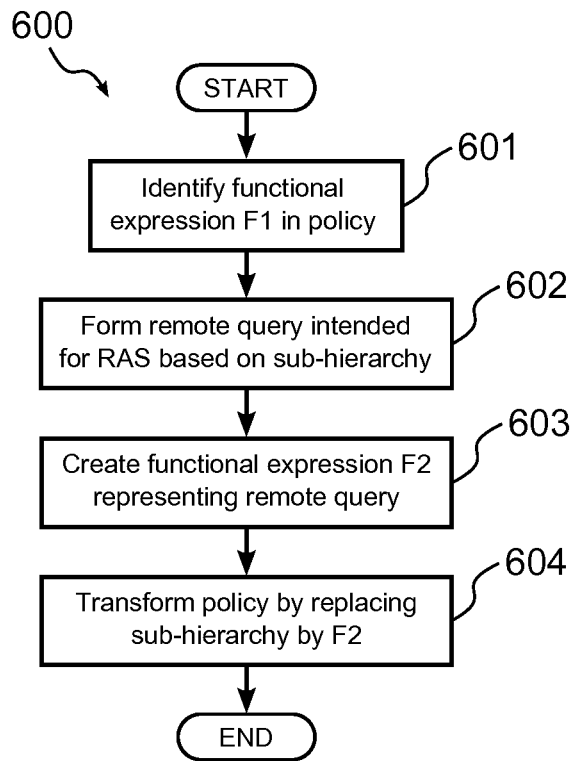 600
START
601
Identify functional
expression F1 in policy
602
Form remote query intended
for RAS based on sub-hierarchy
603
Create functional expression F2
representing remote query
604
Transform policy by replacing
sub-hierarchy by F2
END